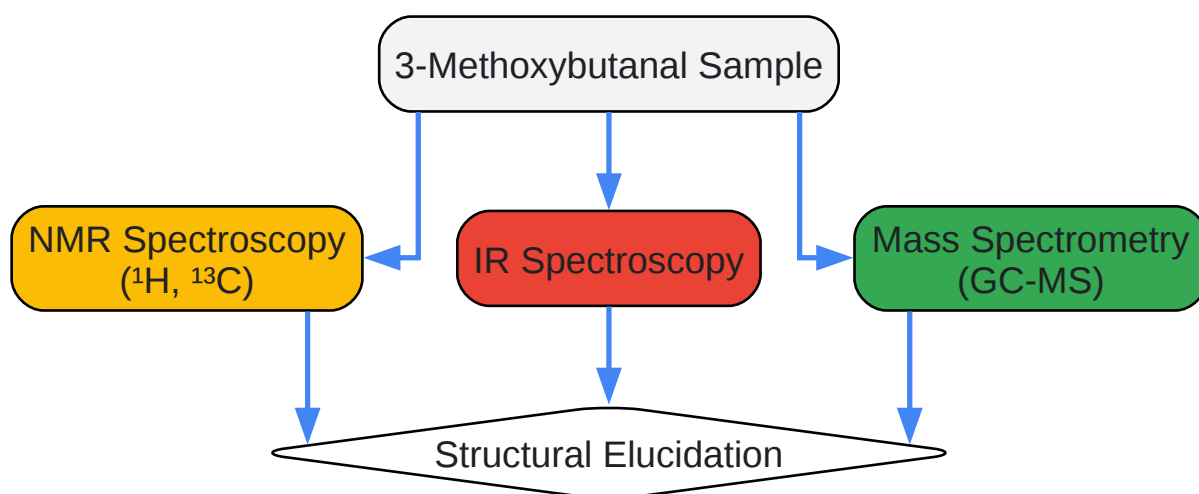 3-Methoxybutanal Sample
NMR Spectroscopy
(¹H, ¹³C)
IR Spectroscopy
Mass Spectrometry
(GC-MS)
Structural Elucidation